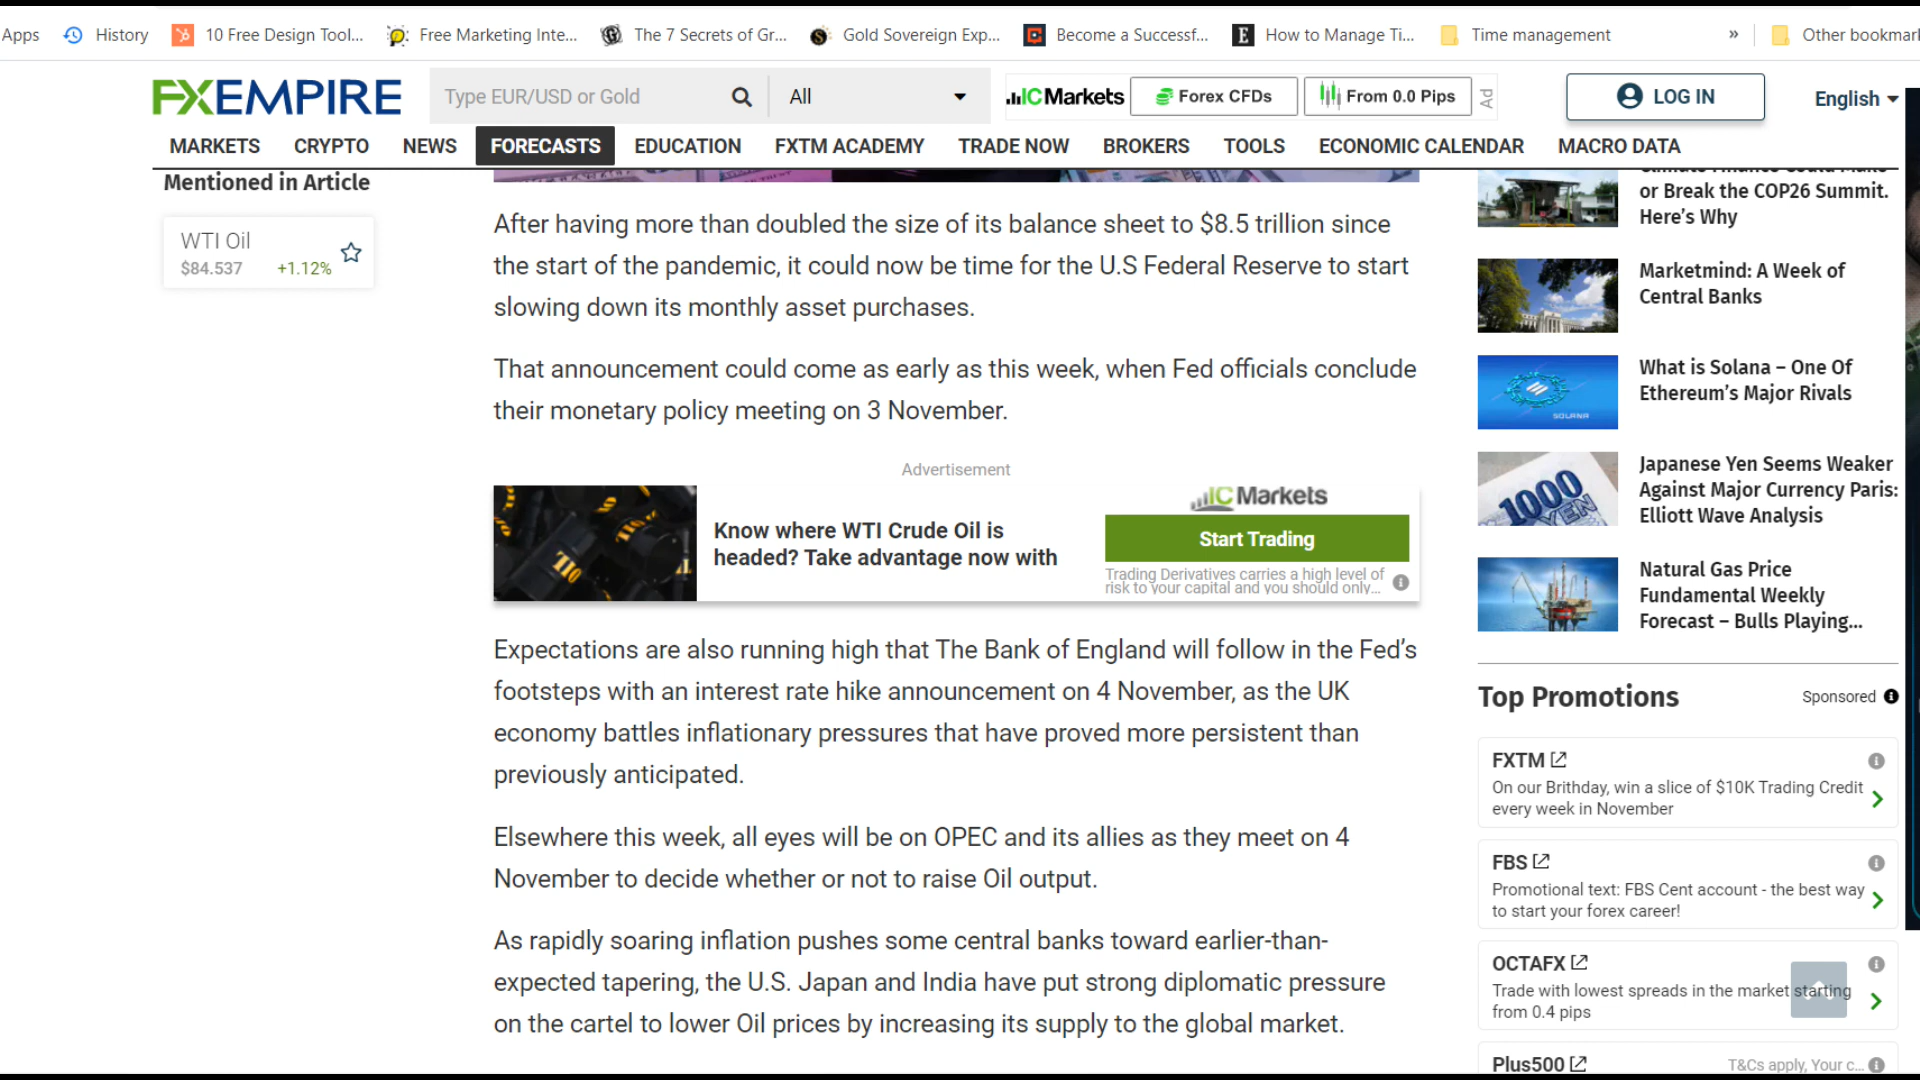 Apps
History
10 Free Design Tool...
Free Marketing Inte...
The 7 Secrets of Gr...
Gold Sovereign Exp...
Become a Successf...
How to Manage Ti...
Time management
»
Other bookmark
FXEMPIRE
Type EUR/USD or Gold
All
ICMarkets
Forex CFDs
From 0.0 Pips
Ad
LOG IN
English
MARKETS
CRYPTO
NEWS
FORECASTS
EDUCATION
FXTM ACADEMY
TRADE NOW
BROKERS
TOOLS
ECONOMIC CALENDAR
MACRO DATA
Mentioned in Article
WTI Oil
$84.537 +1.12%
After having more than doubled the size of its balance sheet to $8.5 trillion since
the start of the pandemic, it could now be time for the U.S Federal Reserve to start
slowing down its monthly asset purchases.
That announcement could come as early as this week, when Fed officials conclude
their monetary policy meeting on 3 November.
Advertisement
OIL
Know where WTI Crude Oil is
headed? Take advantage now with
ICMarkets
Start Trading
Trading Derivatives carries a high level of
risk to your capital and you should only...
Expectations are also running high that The Bank of England will follow in the Fed's
footsteps with an interest rate hike announcement on 4 November, as the UK
economy battles inflationary pressures that have proved more persistent than
previously anticipated.
Elsewhere this week, all eyes will be on OPEC and its allies as they meet on 4
November to decide whether or not to raise Oil output.
As rapidly soaring inflation pushes some central banks toward earlier-than-
expected tapering, the U.S. Japan and India have put strong diplomatic pressure
on the cartel to lower Oil prices by increasing its supply to the global market.
Climate Finance Could Make
or Break the COP26 Summit.
Here's Why
Marketmind: A Week of
Central Banks
SOLANA
What is Solana – One Of
Ethereum's Major Rivals
1000
YEN
Japanese Yen Seems Weaker
Against Major Currency Paris:
Elliott Wave Analysis
Natural Gas Price
Fundamental Weekly
Forecast – Bulls Playing...
Top Promotions
Sponsored
FXTM
On our Brithday, win a slice of $10K Trading Credit
every week in November
FBS
Promotional text: FBS Cent account - the best way
to start your forex career!
OCTAFX
Trade with lowest spreads in the market starting
from 0.4 pips
Plus500
T&Cs apply, Your c...